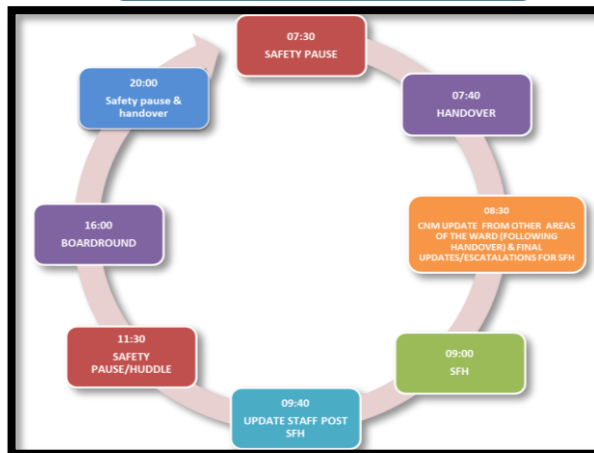 07:30
SAFETY PAUSE
07:40
HANDOVER
08:30
CNM UPDATE FROM OTHER AREAS
OF THE WARD (FOLLOWING
HANDOVER) & FINAL
UPDATES/ESCATALATIONS FOR SFH
09:00
SFH
09:40
UPDATE STAFF POST
SFH
11:30
SAFETY
PAUSE/HUDDLE
16:00
BOARDROUND
20:00
Safety pause &
handover